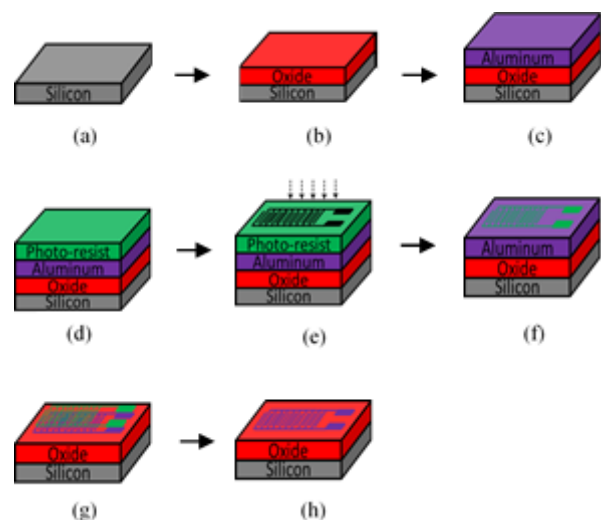 Silicon
(a)
Oxide
Silicon
(b)
Aluminum
Oxide
Silicon
(c)
Photo-resist
Aluminum
Oxide
Silicon
(d)
Photo-resist
Aluminum
Oxide
Silicon
(e)
Aluminum
Oxide
Silicon
(f)
Oxide
Silicon
(g)
Oxide
Silicon
(h)